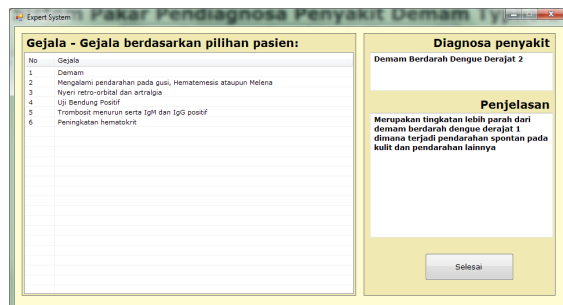 Expert System
m Pakar Pendiagnosa Penyakit Demam Ty
Gejala - Gejala berdasarkan pilihan pasien:
No Gejala
1 Demam
2 Mengalami pendarahan pada gusi, Hematemesis ataupun Melena
3 Nyeri retro-orbital dan artralgia
4 Uji Bendung Positif
5 Trombosit menurun serta IgM dan IgG positif
6 Peningkatan hematokrit
Diagnosa penyakit
Demam Berdarah Dengue Derajat 2
Penjelasan
Merupakan tingkatan lebih parah dari
demam berdarah dengue derajat 1
dimana terjadi pendarahan spontan pada
kulit dan pendarahan lainnya
Selesai